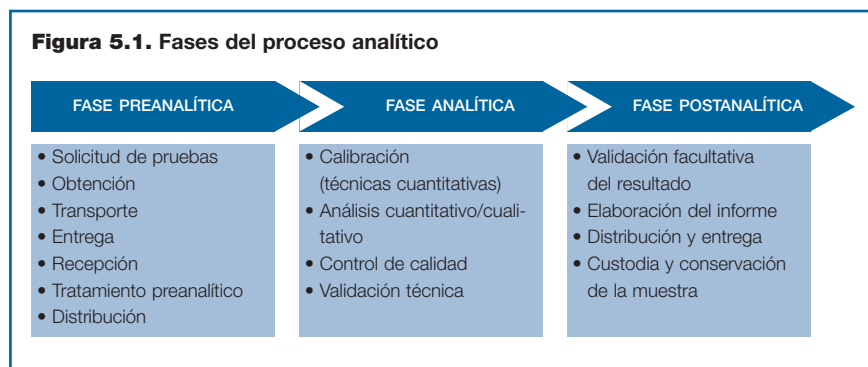 Figura 5.1. Fases del proceso analítico
FASE PREANALÍTICA
• Solicitud de pruebas
• Obtención
• Transporte
• Entrega
• Recepción
• Tratamiento preanalítico
• Distribución
FASE ANALÍTICA
• Calibración
(técnicas cuantitativas)
• Análisis cuantitativo/cuali-
tativo
• Control de calidad
• Validación técnica
FASE POSTANALÍTICA
• Validación facultativa
del resultado
• Elaboración del informe
• Distribución y entrega
• Custodia y conservación
de la muestra